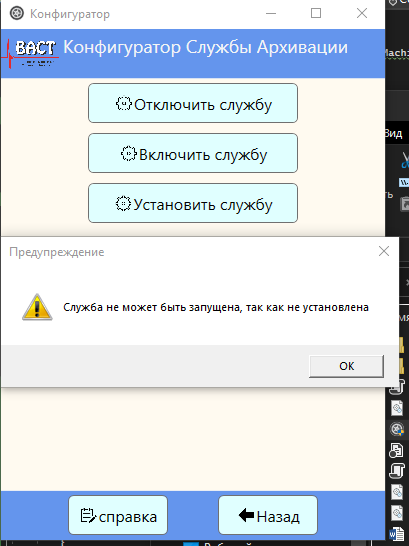 Конфигуратор
ВАСТ
Конфигуратор Службы Архивации
Mach:
Отключить службу
Вид
Включить службу
Установить службу
Предупреждение
Служба не может быть запущена, так как не установлена
ОК
справка
Назад